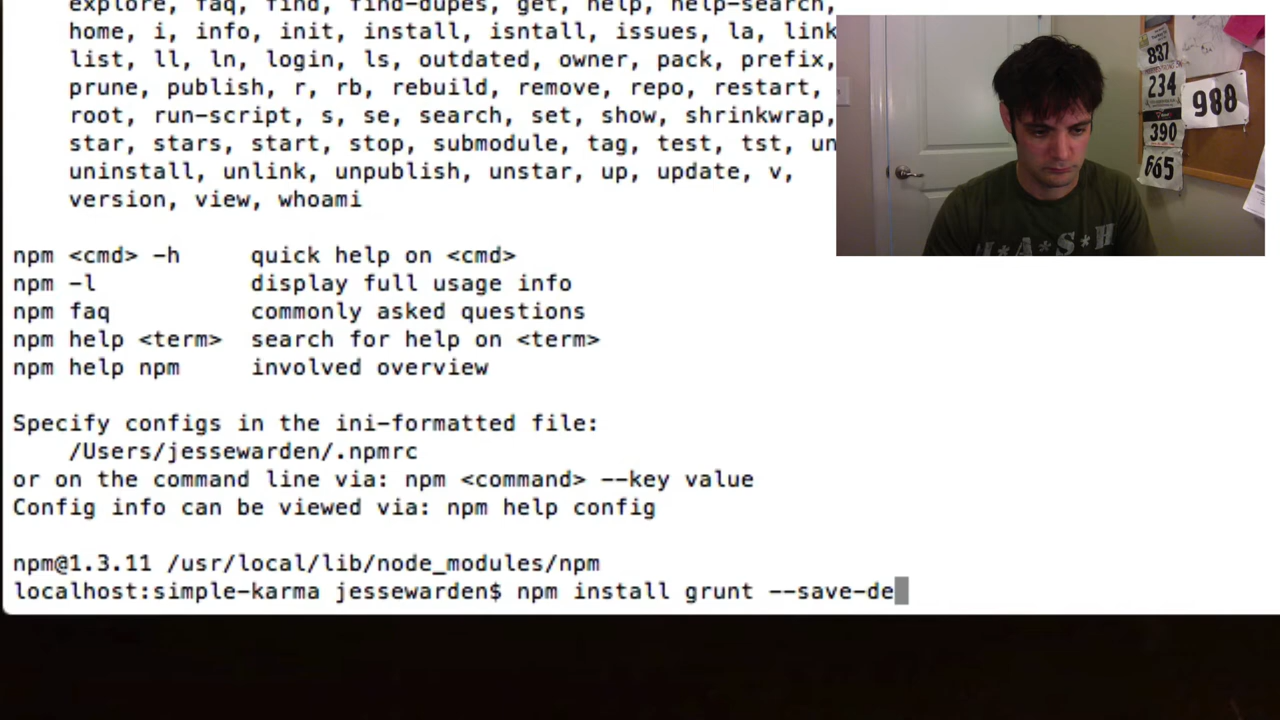 explore, faq, find, find-dupes, get, help, help-search,
home, i, info, init, install, isntall, issues, la, link
list, ll, ln, login, ls, outdated, owner, pack, prefix,
prune, publish, r, rb, rebuild, remove, repo, restart,
root, run-script, s, se, search, set, show, shrinkwrap,
star, stars, start, stop, submodule, tag, test, tst, un
uninstall, unlink, unpublish, unstar, up, update, v,
version, view, whoami
npm <cmd> -h quick help on <cmd>
npm -l display full usage info
npm faq commonly asked questions
npm help <term> search for help on <term>
npm help npm involved overview
Specify configs in the ini-formatted file:
/Users/jessewarden/.npmrc
or on the command line via: npm <command> --key value
Config info can be viewed via: npm help config
npm@1.3.11 /usr/local/lib/node_modules/npm
localhost:simple-karma jessewarden$ npm install grunt --save-de
837
234
988
390
665